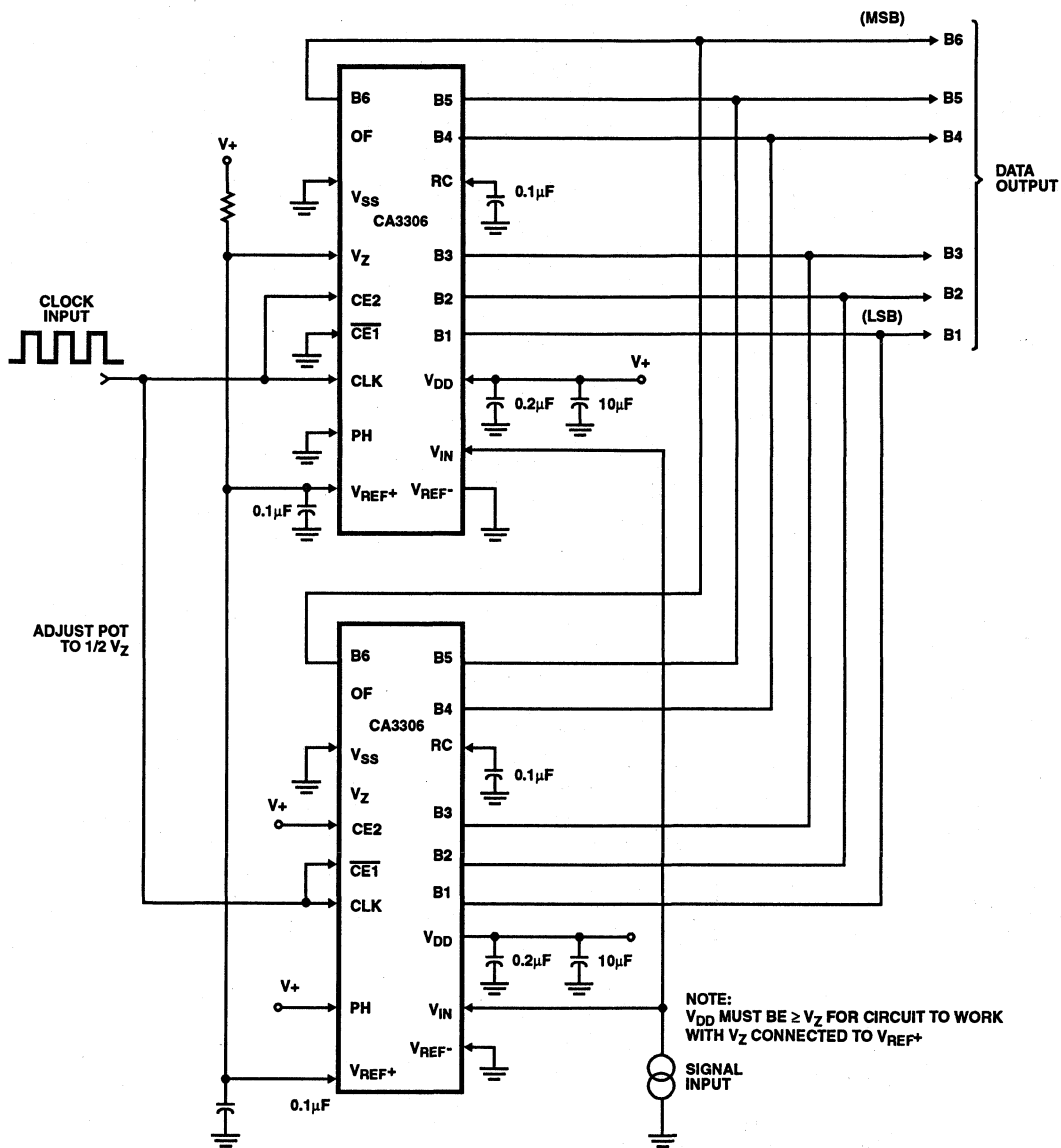 (MSB)
B6
B6
B5
B5
OF
B4
B4
V+
RC
0.1µF
DATA
OUTPUT
VSS
CA3306
VZ
B3
B3
CLOCK
INPUT
CE2
B2
B2
(LSB)
CE1
B1
B1
V+
CLK
VDD
0.2µF
10µF
PH
VIN
VREF+
VREF-
0.1µF
ADJUST POT
TO 1/2 VZ
B6
B5
OF
B4
CA3306
RC
VSS
0.1µF
VZ
V+
B3
CE2
B2
CE1
B1
CLK
VDD
0.2µF
10µF
V+
PH
VIN
NOTE:
VDD MUST BE ≥ VZ FOR CIRCUIT TO WORK
WITH VZ CONNECTED TO VREF+
VREF-
SIGNAL
INPUT
VREF+
0.1µF